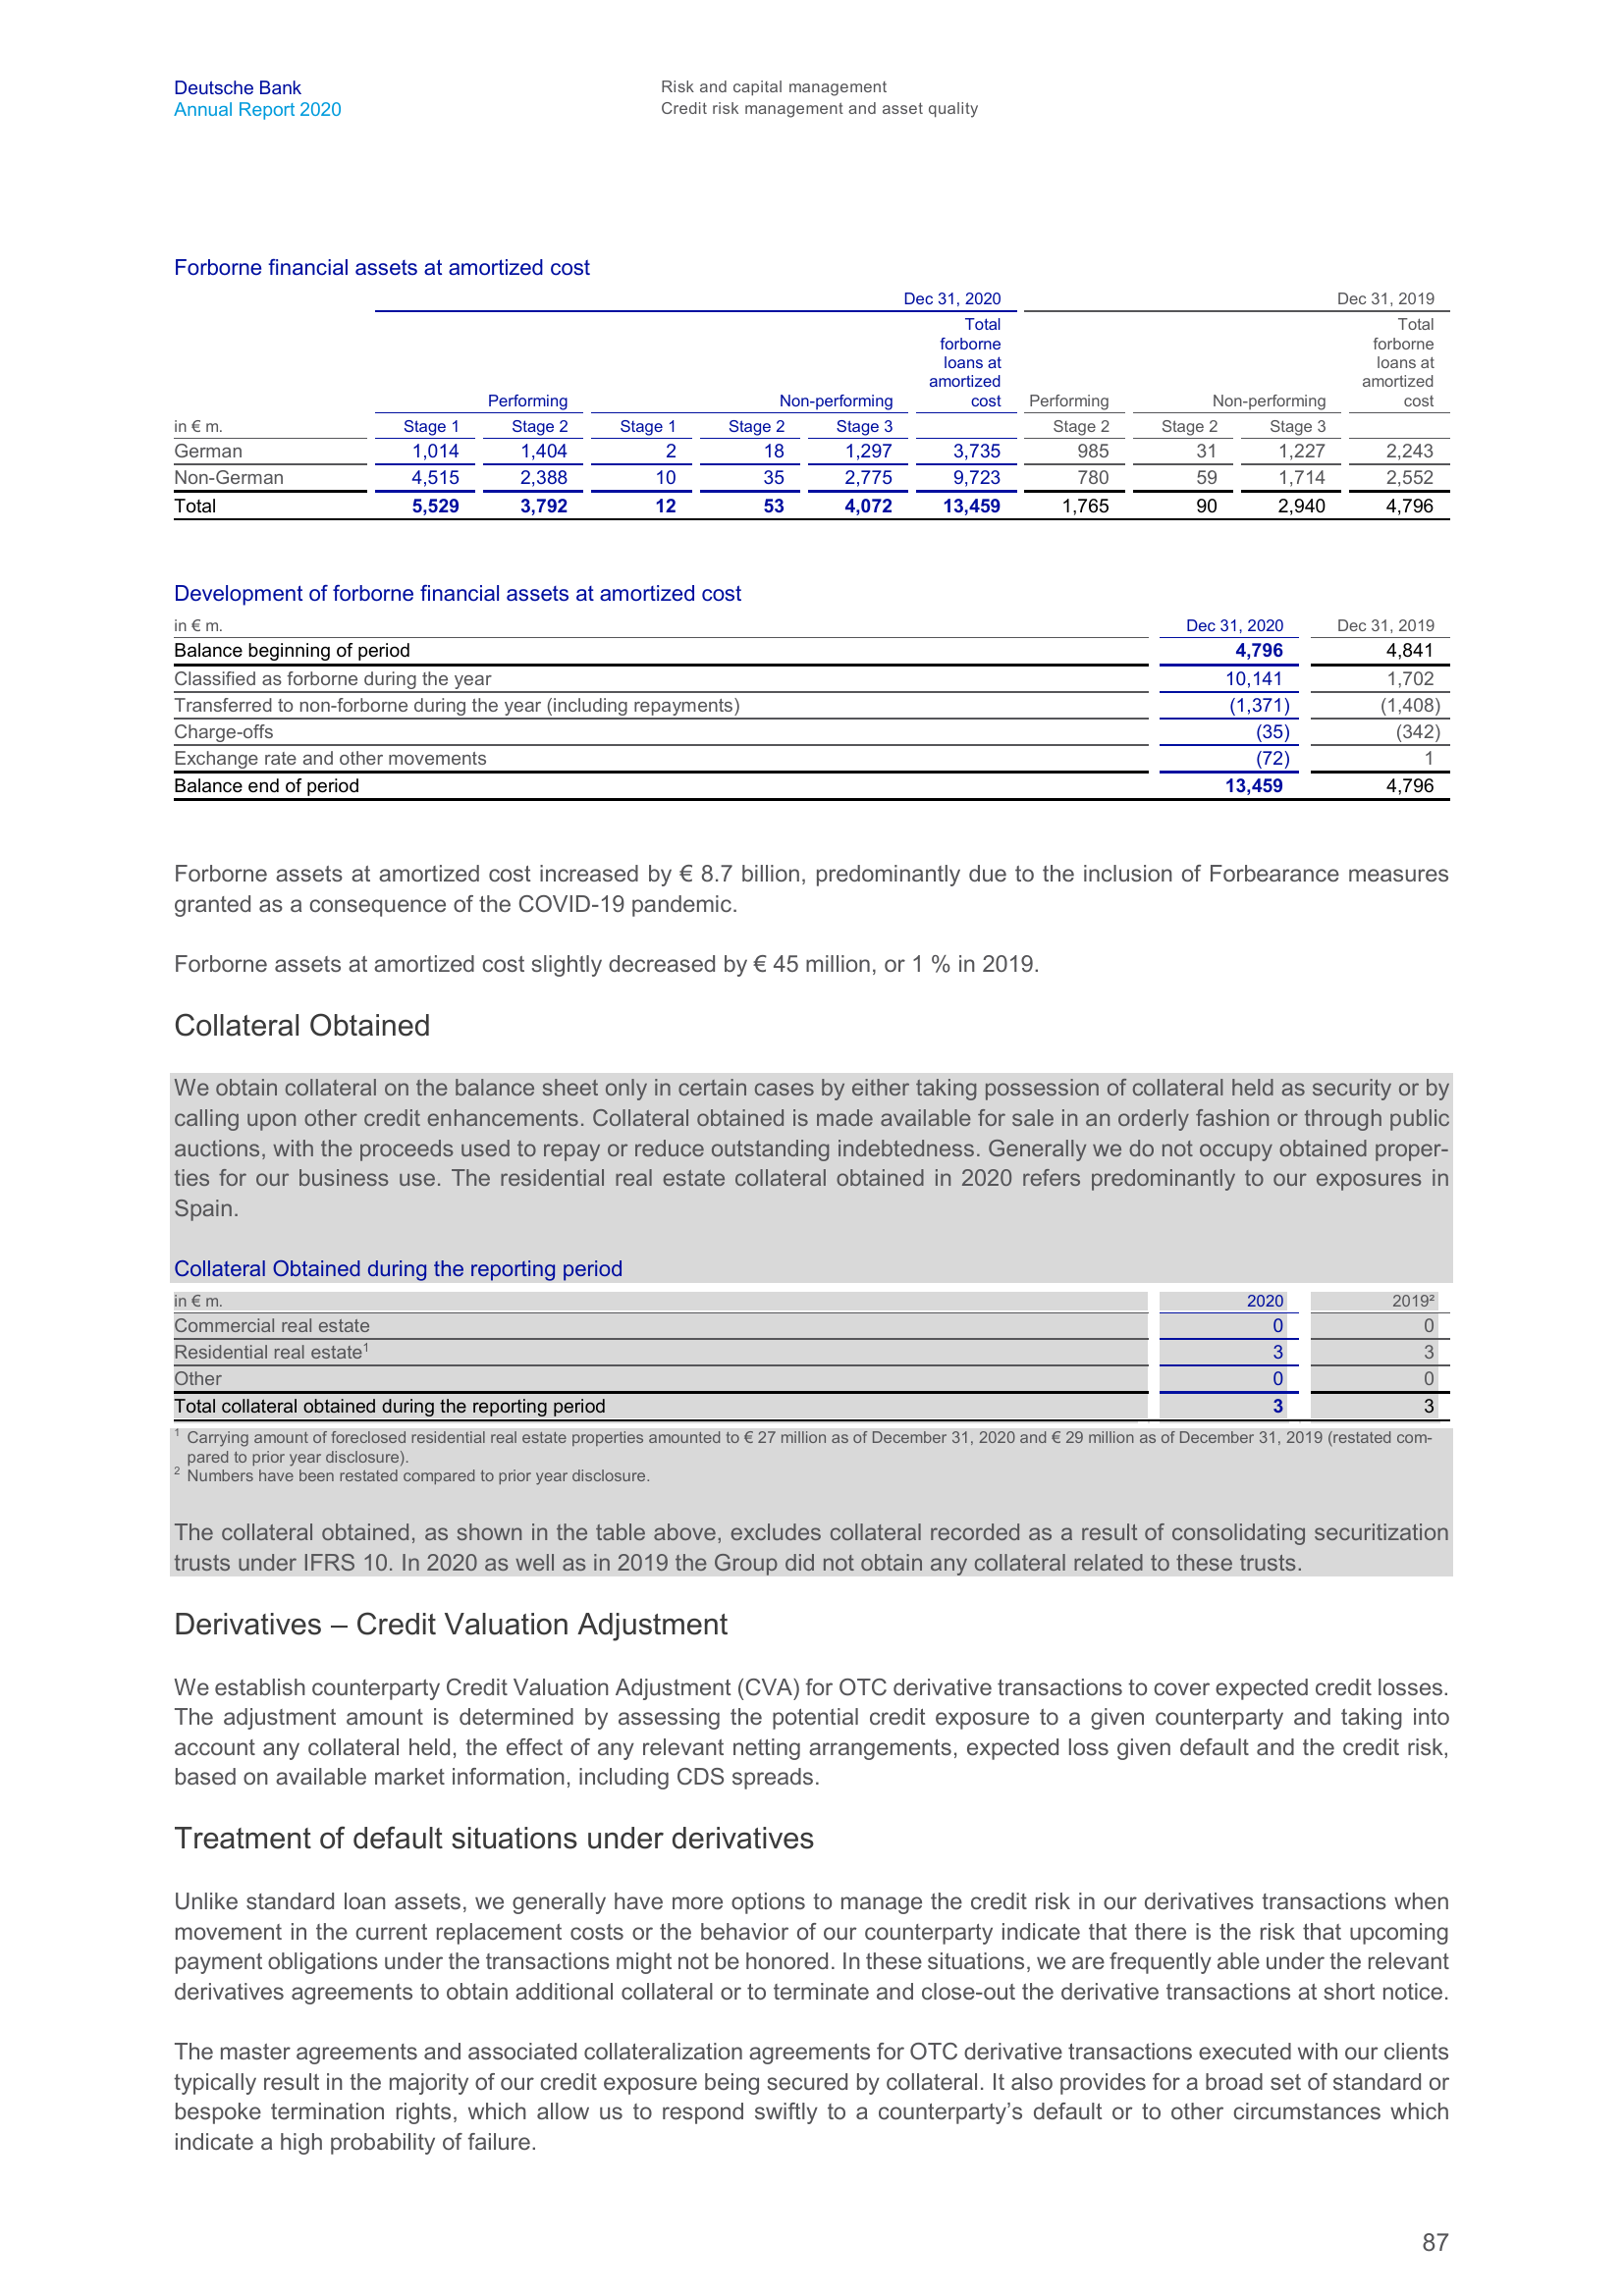 Deutsche Bank
Annual Report 2020
Risk and capital management
Credit risk management and asset quality
Forborne financial assets at amortized cost
Dec 31, 2020 Dec 31, 2019
Total Total
forborne forborne
loans at loans at
amortized amortized
Performing Non-performing cost Performing Non-performing cost
in € m. Stage 1 Stage 2 Stage 1 Stage 2 Stage 3 Stage 2 Stage 2 Stage 3
German 1,014 1,404 2 18 1,297 3,735 985 31 1,227 2,243
Non-German 4,515 2,388 10 35 2,775 9,723 780 59 1,714 2,552
Total 5,529 3,792 12 53 4,072 13,459 1,765 90 2,940 4,796
Development of forborne financial assets at amortized cost
in € m. Dec 31, 2020 Dec 31, 2019
Balance beginning of period 4,796 4,841
Classified as forborne during the year 10,141 1,702
Transferred to non-forborne during the year (including repayments) (1,371) (1,408)
Charge-offs (35) (342)
Exchange rate and other movements (72) 1
Balance end of period 13,459 4,796
Forborne assets at amortized cost increased by € 8.7 billion, predominantly due to the inclusion of Forbearance measures
granted as a consequence of the COVID-19 pandemic.
Forborne assets at amortized cost slightly decreased by € 45 million, or 1 % in 2019.
Collateral Obtained
We obtain collateral on the balance sheet only in certain cases by either taking possession of collateral held as security or by
calling upon other credit enhancements. Collateral obtained is made available for sale in an orderly fashion or through public
auctions, with the proceeds used to repay or reduce outstanding indebtedness. Generally we do not occupy obtained proper-
ties for our business use. The residential real estate collateral obtained in 2020 refers predominantly to our exposures in
Spain.
Collateral Obtained during the reporting period
in € m. 2020 2019²
Commercial real estate 0 0
Residential real estate¹ 3 3
Other 0 0
Total collateral obtained during the reporting period 3 3
¹ Carrying amount of foreclosed residential real estate properties amounted to € 27 million as of December 31, 2020 and € 29 million as of December 31, 2019 (restated com-
pared to prior year disclosure).
² Numbers have been restated compared to prior year disclosure.
The collateral obtained, as shown in the table above, excludes collateral recorded as a result of consolidating securitization
trusts under IFRS 10. In 2020 as well as in 2019 the Group did not obtain any collateral related to these trusts.
Derivatives – Credit Valuation Adjustment
We establish counterparty Credit Valuation Adjustment (CVA) for OTC derivative transactions to cover expected credit losses.
The adjustment amount is determined by assessing the potential credit exposure to a given counterparty and taking into
account any collateral held, the effect of any relevant netting arrangements, expected loss given default and the credit risk,
based on available market information, including CDS spreads.
Treatment of default situations under derivatives
Unlike standard loan assets, we generally have more options to manage the credit risk in our derivatives transactions when
movement in the current replacement costs or the behavior of our counterparty indicate that there is the risk that upcoming
payment obligations under the transactions might not be honored. In these situations, we are frequently able under the relevant
derivatives agreements to obtain additional collateral or to terminate and close-out the derivative transactions at short notice.
The master agreements and associated collateralization agreements for OTC derivative transactions executed with our clients
typically result in the majority of our credit exposure being secured by collateral. It also provides for a broad set of standard or
bespoke termination rights, which allow us to respond swiftly to a counterparty’s default or to other circumstances which
indicate a high probability of failure.
87